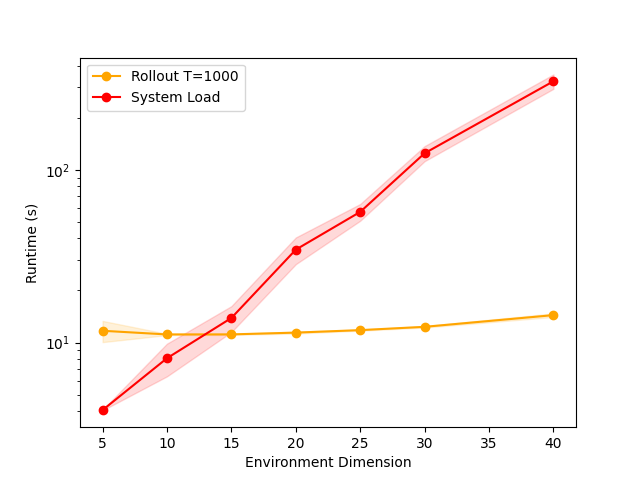 Rollout T=1000
System Load
10²
10¹
Runtime (s)
5 10 15 20 25 30 35 40
Environment Dimension